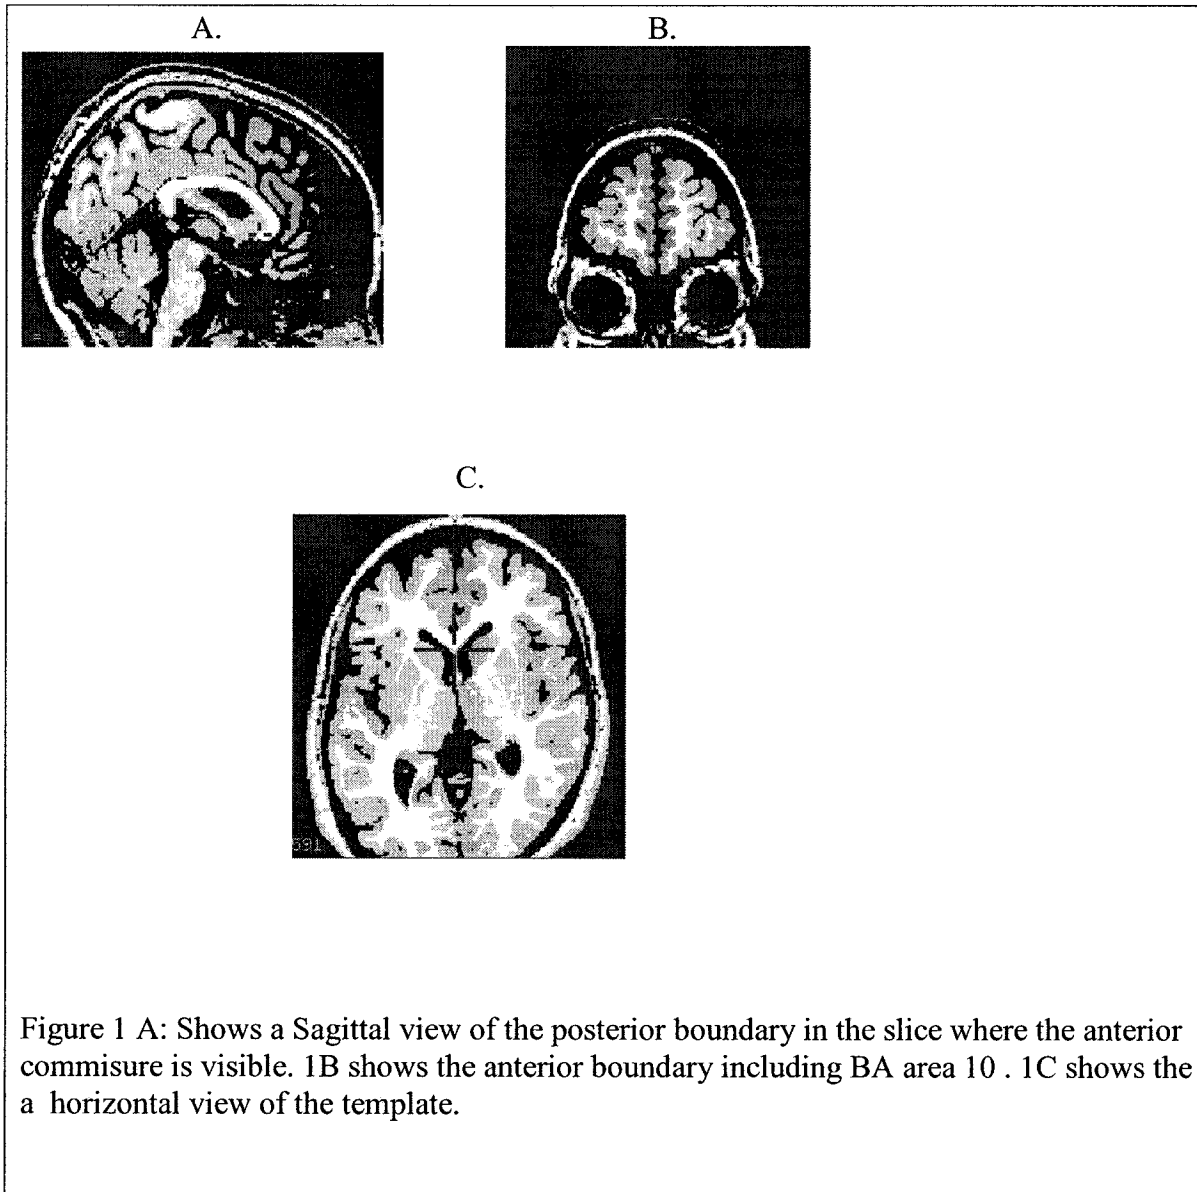 A.
B.
C.
591
Figure 1 A: Shows a Sagittal view of the posterior boundary in the slice where the anterior
commisure is visible. 1B shows the anterior boundary including BA area 10 . 1C shows the
a horizontal view of the template.